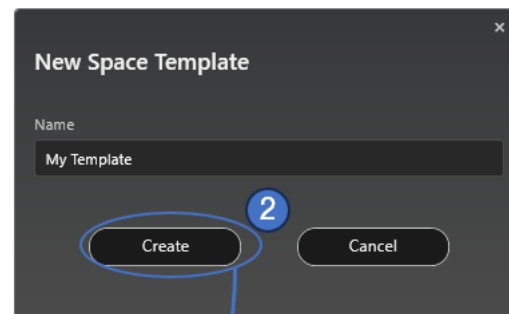 ×
New Space Template
Name
My Template
2
Create Cancel